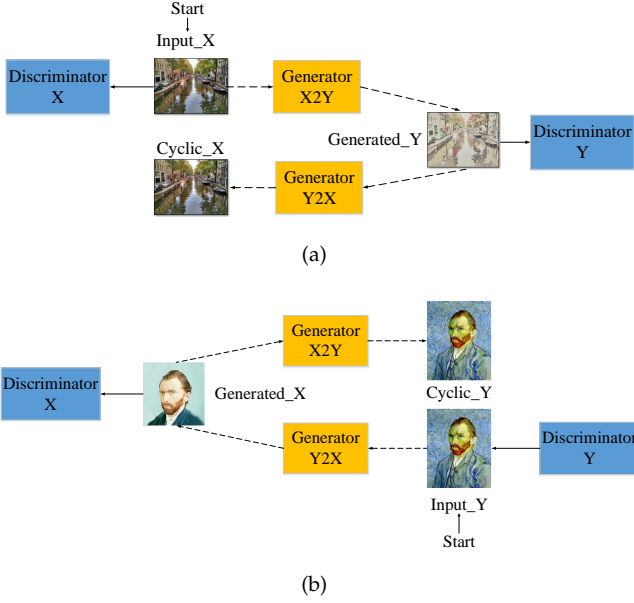 Start
Input_X
Discriminator
X
Generator
X2Y
Generated_Y
Discriminator
Y
Cyclic_X
Generator
Y2X
(a)
Generator
X2Y
Cyclic_Y
Discriminator
X
Generated_X
Generator
Y2X
Discriminator
Y
Input_Y
Start
(b)